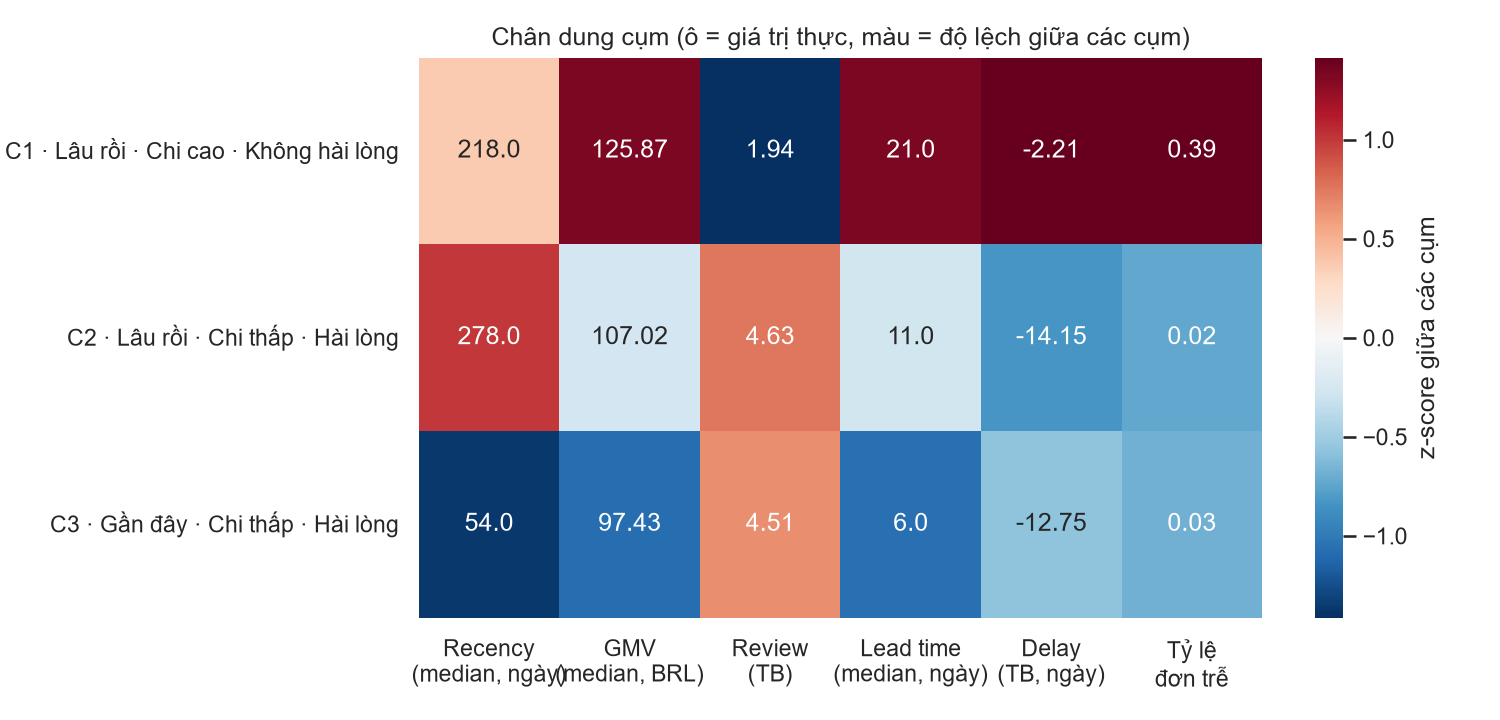 Chân dung cụm (ô = giá trị thực, màu = độ lệch giữa các cụm)
C1 · Lâu rồi · Chi cao · Không hài lòng
218.0 125.87 1.94 21.0 -2.21 0.39
C2 · Lâu rồi · Chi thấp · Hài lòng
278.0 107.02 4.63 11.0 -14.15 0.02
C3 · Gần đây · Chi thấp · Hài lòng
54.0 97.43 4.51 6.0 -12.75 0.03
Recency
(median, ngày)
GMV
(median, BRL)
Review
(TB)
Lead time
(median, ngày)
Delay
(TB, ngày)
Tỷ lệ
đơn trễ
1.0
0.5
0.0
−0.5
−1.0
z-score giữa các cụm